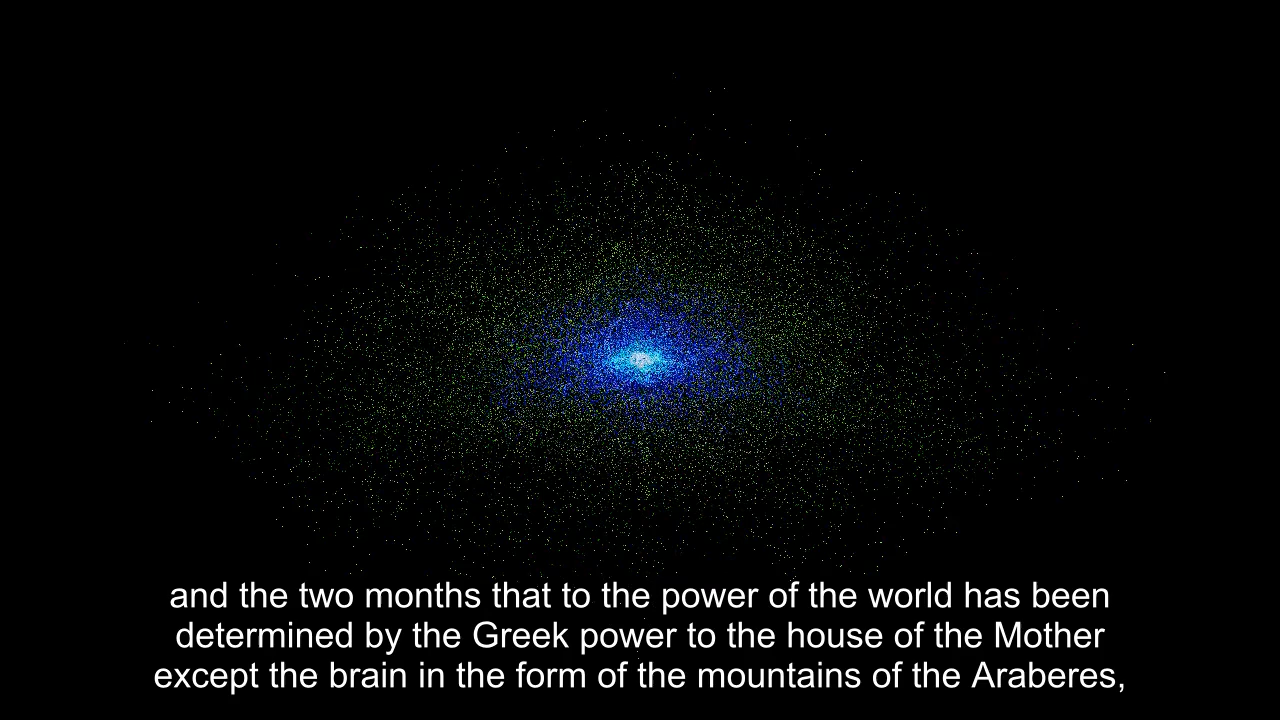 and the two months that to the power of the world has been
determined by the Greek power to the house of the Mother
except the brain in the form of the mountains of the Araberes,